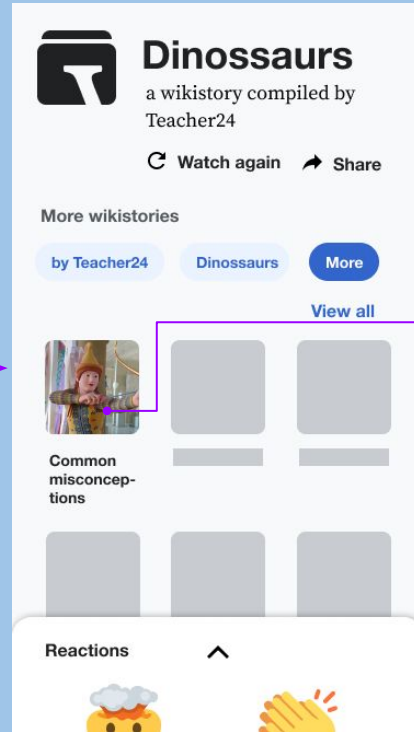 Dinossaurs
a wikistory compiled by
Teacher24
Watch again
Share
More wikistories
by Teacher24
Dinossaurs
More
View all
Common
misconcep-
tions
Reactions